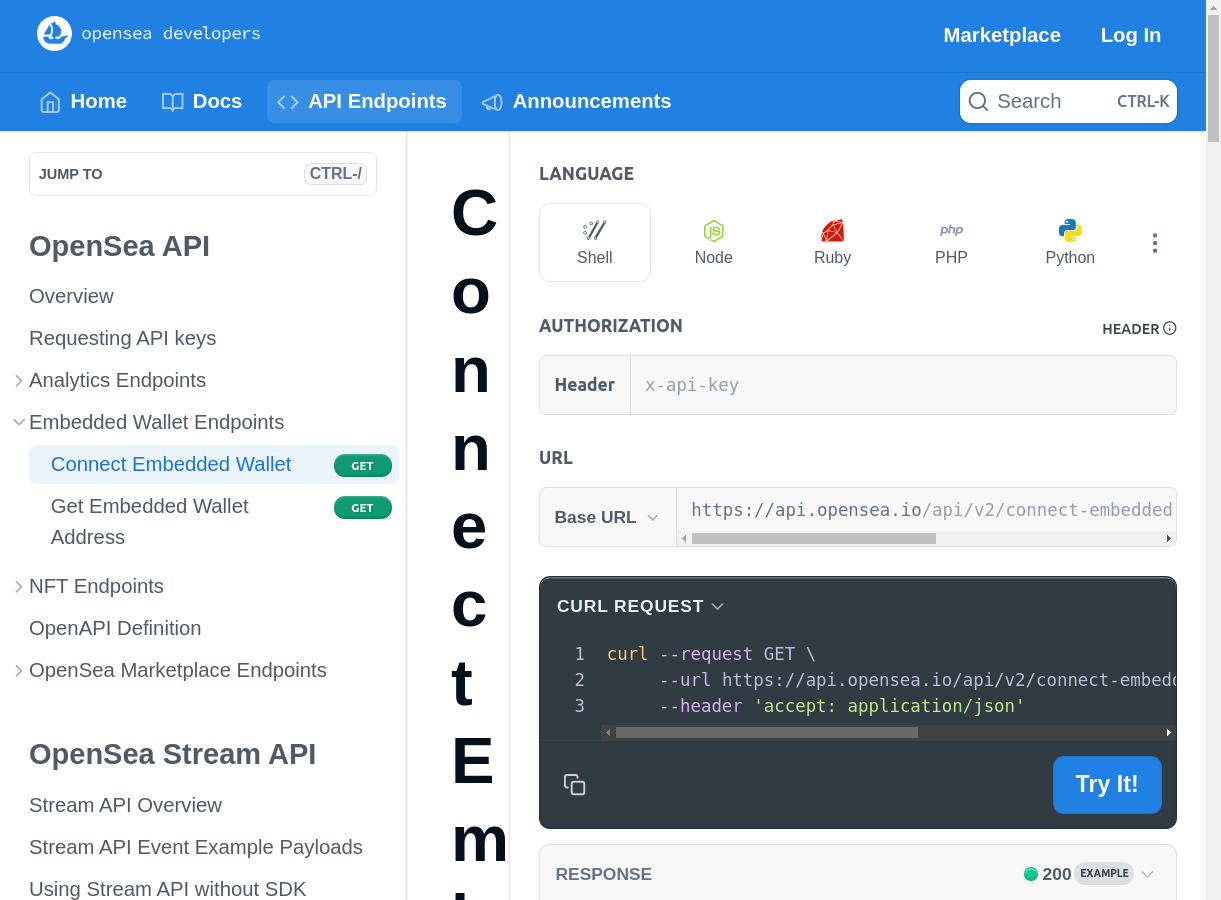 opensea developers
Marketplace
Log In
Home
Docs
API Endpoints
Announcements
Search
CTRL-K
JUMP TO
CTRL-/
OpenSea API
Overview
Requesting API keys
Analytics Endpoints
Embedded Wallet Endpoints
Connect Embedded Wallet
GET
Get Embedded Wallet
Address
GET
NFT Endpoints
OpenAPI Definition
OpenSea Marketplace Endpoints
OpenSea Stream API
Stream API Overview
Stream API Event Example Payloads
Using Stream API without SDK
C
o
n
n
e
c
t
E
m
LANGUAGE
Shell
Node
php
Ruby
PHP
Python
AUTHORIZATION
HEADER
Header
x-api-key
URL
Base URL
https://api.opensea.io/api/v2/connect-embedded
CURL REQUEST
1 curl --request GET \
2 --url https://api.opensea.io/api/v2/connect-embedd
3 --header 'accept: application/json'
Try It!
RESPONSE
200
EXAMPLE